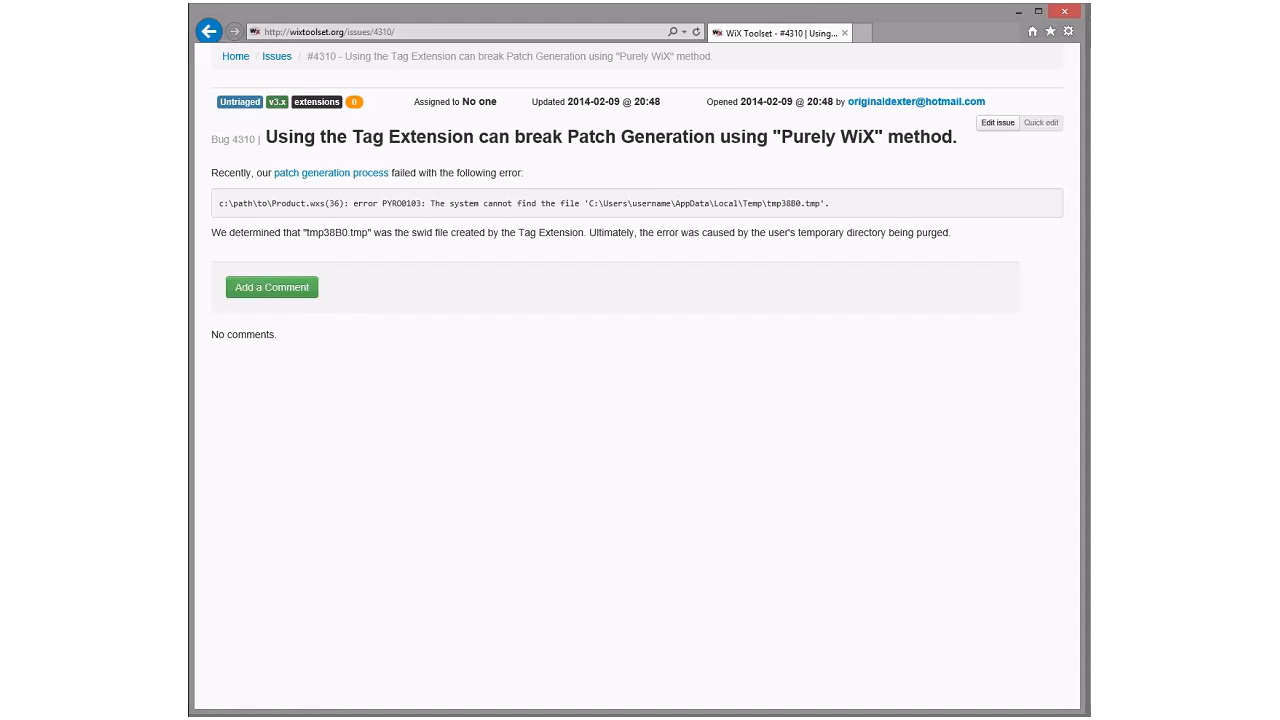 http://wixtoolset.org/issues/4310/
WiX Toolset - #4310 | Using...
Home / Issues / #4310 - Using the Tag Extension can break Patch Generation using "Purely WiX" method.
Untriaged v3.x extensions 0 Assigned to No one Updated 2014-02-09 @ 20:48 Opened 2014-02-09 @ 20:48 by originaldexter@hotmail.com
Edit issue Quick edit
Bug 4310 | Using the Tag Extension can break Patch Generation using "Purely WiX" method.
Recently, our patch generation process failed with the following error:
c:\path\to\Product.wxs(36): error PYRO0103: The system cannot find the file 'C:\Users\username\AppData\Local\Temp\tmp38B0.tmp'.
We determined that "tmp38B0.tmp" was the swid file created by the Tag Extension. Ultimately, the error was caused by the user's temporary directory being purged.
Add a Comment
No comments.